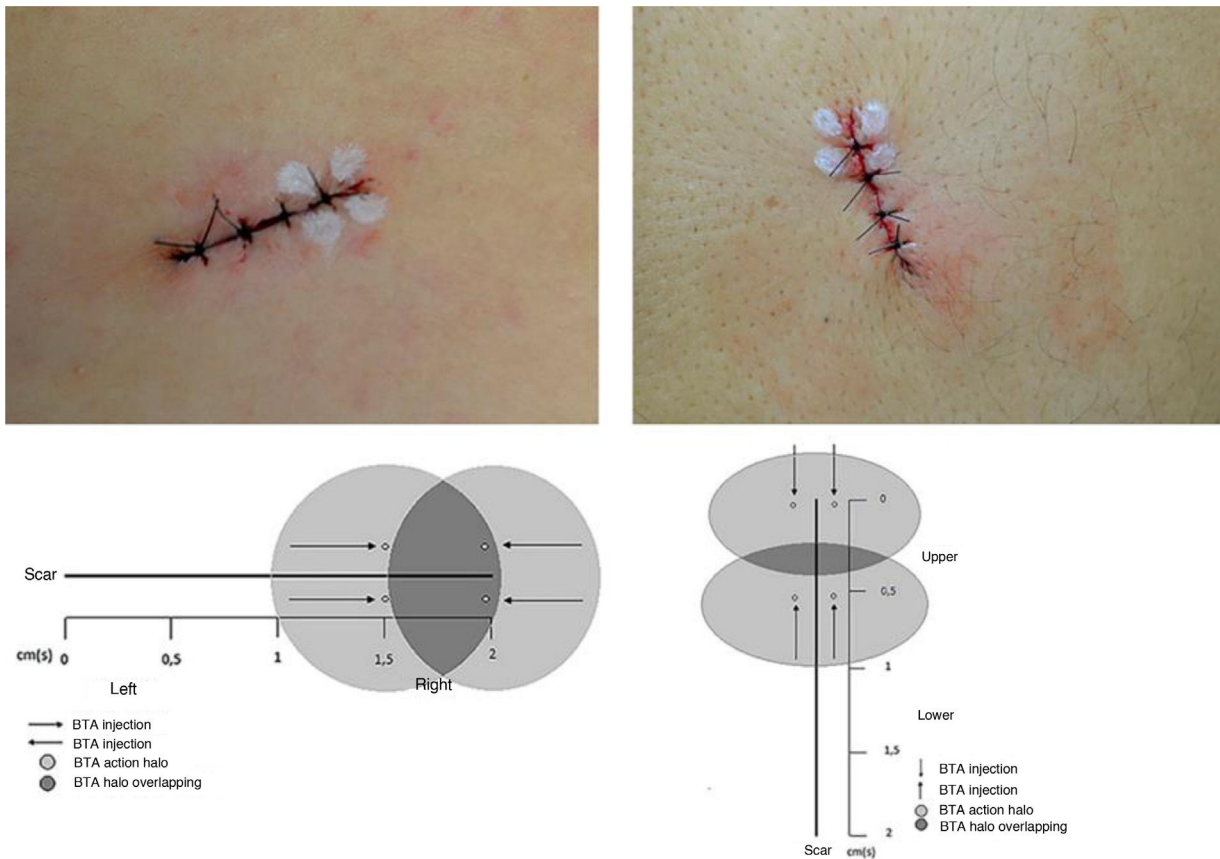 Scar
cm(s)
0
0,5
1
1,5
2
Left
Right
BTA injection
BTA injection
BTA action halo
BTA halo overlapping
0
Upper
0,5
1
Lower
1,5
BTA injection
BTA injection
BTA action halo
BTA halo overlapping
2
Scar
cm(s)